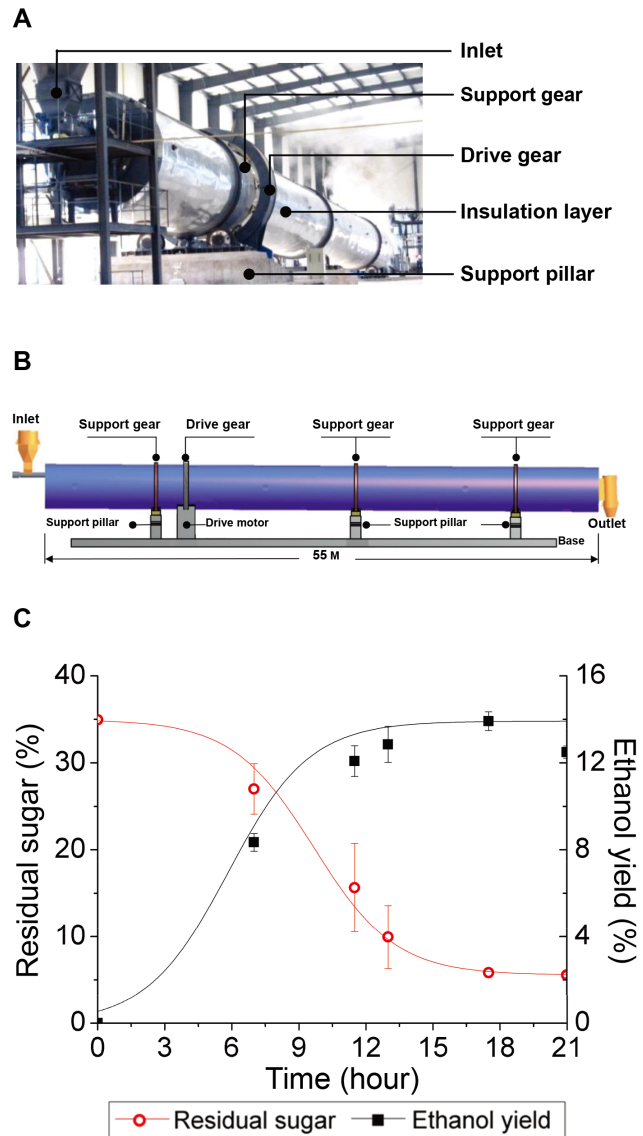 A
Inlet
Support gear
Drive gear
Insulation layer
Support pillar
B
Inlet
Support gear Drive gear Support gear Support gear
Support pillar Drive motor Support pillar Outlet
Base
55 M
C
40 16
30 12
20 8
10 4
0 0
Residual sugar (%)
Ethanol yield (%)
0 3 6 9 12 15 18 21
Time (hour)
Residual sugar Ethanol yield